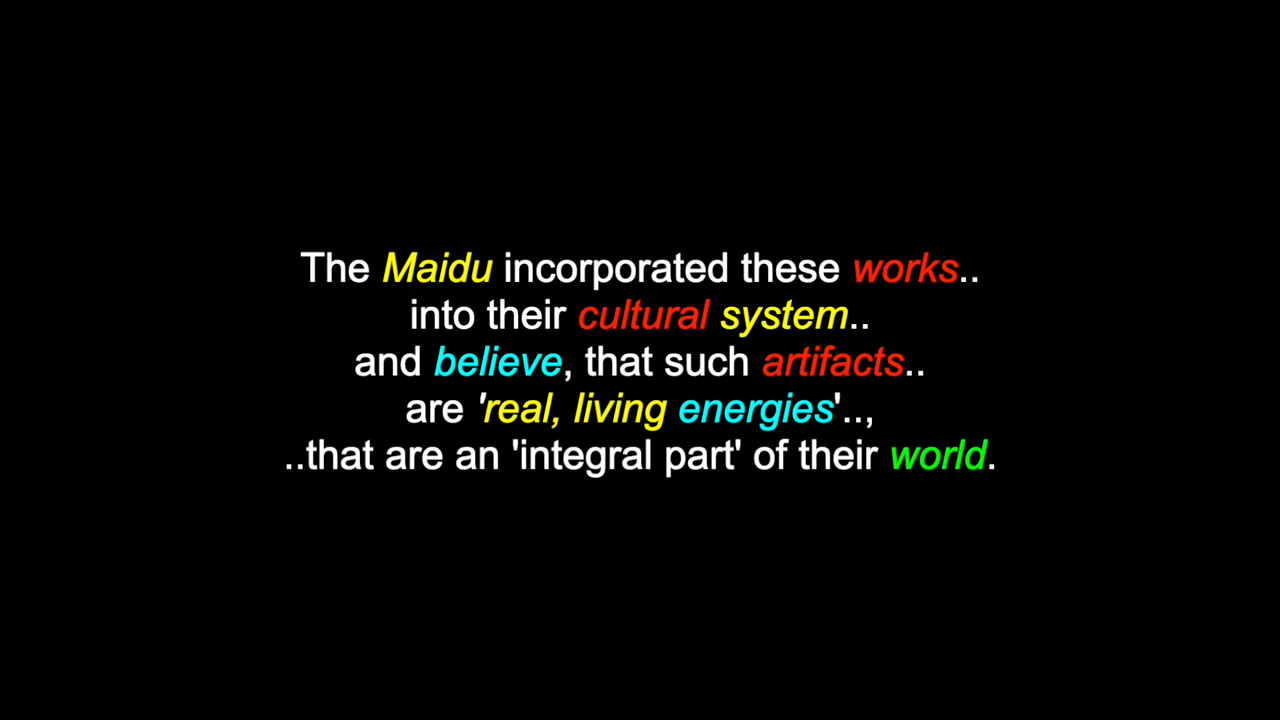 The Maidu incorporated these works..
into their cultural system..
and believe, that such artifacts..
are 'real, living energies'..,
..that are an 'integral part' of their world.